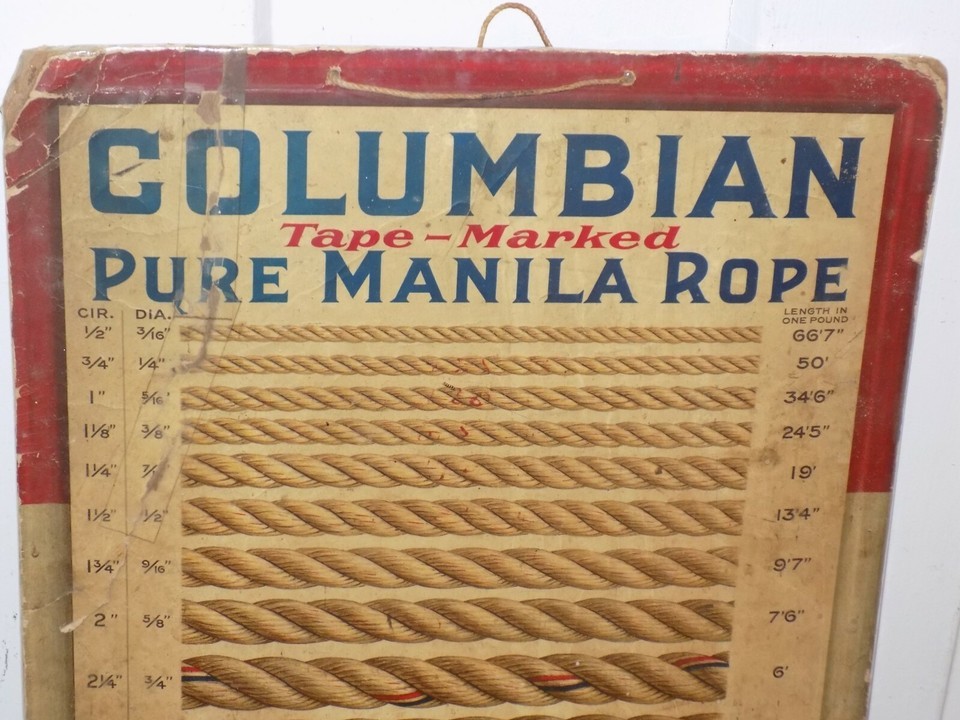 COLUMBIAN
Tape-Marked
PURE MANILA ROPE
CIR. DIA. LENGTH IN
ONE POUND
1/2" 3/16" 66'7"
3/4" 1/4" 50'
1" 5/16" 34'6"
1 1/8" 3/8" 24'5"
1 1/4" 19'
1 1/2" 1/2" 13'4"
1 3/4" 9/16" 9'7"
2" 5/8" 7'6"
2 1/4" 3/4" 6'